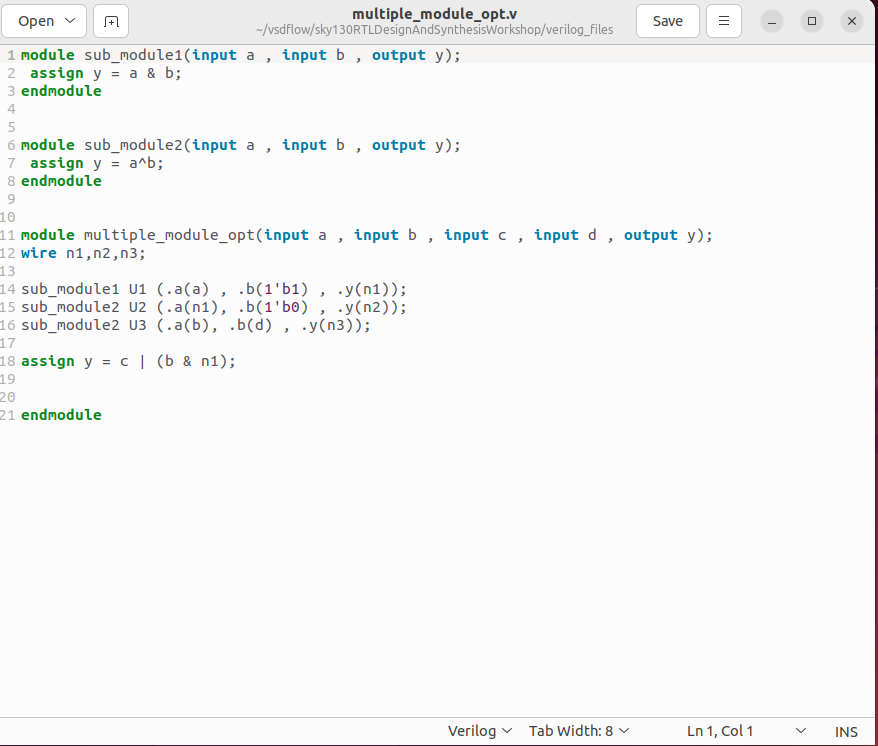 Open
multiple_module_opt.v
~/vsdflow/sky130RTLDesignAndSynthesisWorkshop/verilog_files
Save
1 module sub_module1(input a , input b , output y);
2  assign y = a & b;
3 endmodule
4
5
6 module sub_module2(input a , input b , output y);
7  assign y = a^b;
8 endmodule
9
10
11 module multiple_module_opt(input a , input b , input c , input d , output y);
12 wire n1,n2,n3;
13
14 sub_module1 U1 (.a(a) , .b(1'b1) , .y(n1));
15 sub_module2 U2 (.a(n1), .b(1'b0) , .y(n2));
16 sub_module2 U3 (.a(b), .b(d) , .y(n3));
17
18 assign y = c | (b & n1);
19
20
21 endmodule
Verilog Tab Width: 8 Ln 1, Col 1 INS